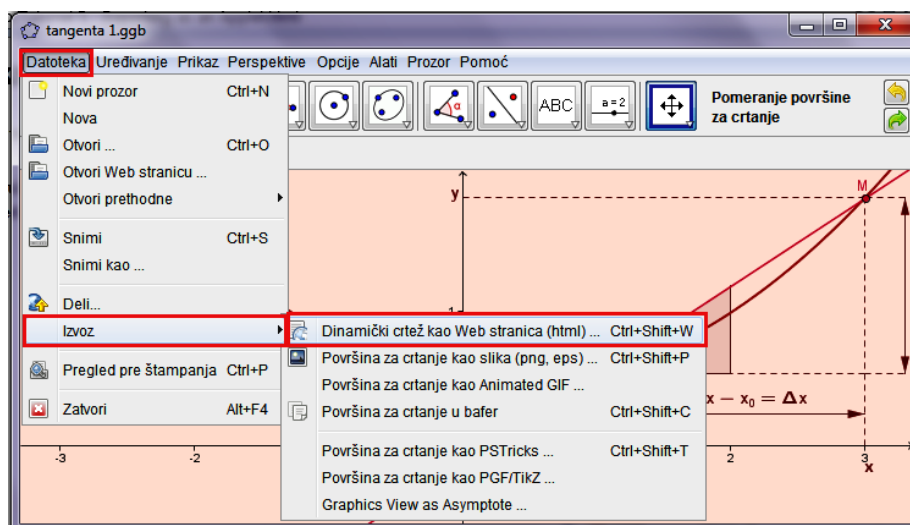 tangenta 1.ggb
Datoteka Uređivanje Prikaz Perspektive Opcije Alati Prozor Pomoć
Novi prozor Ctrl+N
Nova
Otvori ... Ctrl+O
Otvori Web stranicu ...
Otvori prethodne
Snimi Ctrl+S
Snimi kao ...
Deli...
Izvoz
Pregled pre štampanja Ctrl+P
Zatvori Alt+F4
α
ABC
a=2
Pomeranje površine
za crtanje
Dinamički crtež kao Web stranica (html) ... Ctrl+Shift+W
Površina za crtanje kao slika (png, eps) ... Ctrl+Shift+P
Površina za crtanje kao Animated GIF ...
Površina za crtanje u bafer Ctrl+Shift+C
Površina za crtanje kao PSTricks ... Ctrl+Shift+T
Površina za crtanje kao PGF/TikZ ...
Graphics View as Asymptote ...
y
M
1
x − x₀ = Δx
-3 -2 2 3
x